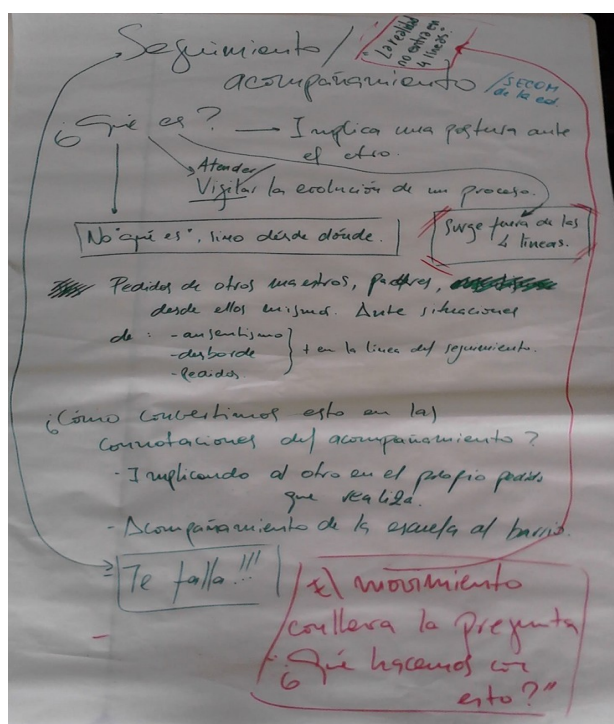 Seguimiento/
"La realidad
no entra en
4 líneas."
acompañamiento
/SECOM
de la ed.
¿Qué es? → Implica una postura ante
el otro.
Atender/
Vigilar la evolución de un proceso.
No "qué es", sino desde dónde.
Surge fuera de las
4 líneas.
Pedidos de otros maestros, padres,
desde ellos mismos. Ante situaciones
de: - ausentismo
- desborde
- pedidos
+ en la línea del seguimiento.
¿Cómo convertimos esto en las
connotaciones del acompañamiento?
- Implicando al otro en el propio pedido
que realiza.
- Acompañamiento de la escuela al barrio.
Te falla!!!
El movimiento
conlleva la pregunta
"¿Qué hacemos con
esto?"